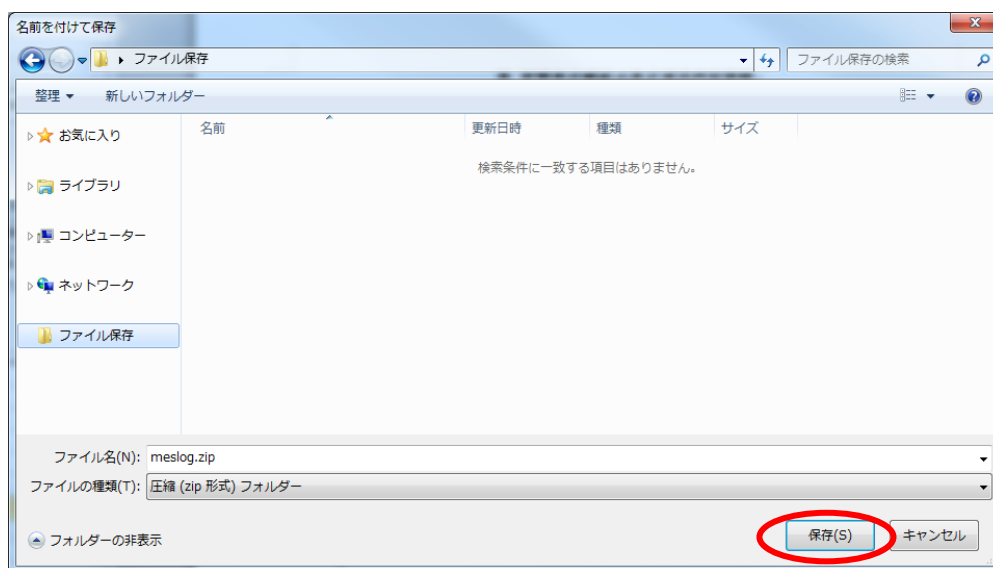 名前を付けて保存
ファイル保存
ファイル保存の検索
整理 新しいフォルダー
お気に入り
ライブラリ
コンピューター
ネットワーク
ファイル保存
名前 更新日時 種類 サイズ
検索条件に一致する項目はありません。
ファイル名(N): meslog.zip
ファイルの種類(T): 圧縮 (zip 形式) フォルダー
フォルダーの非表示
保存(S) キャンセル